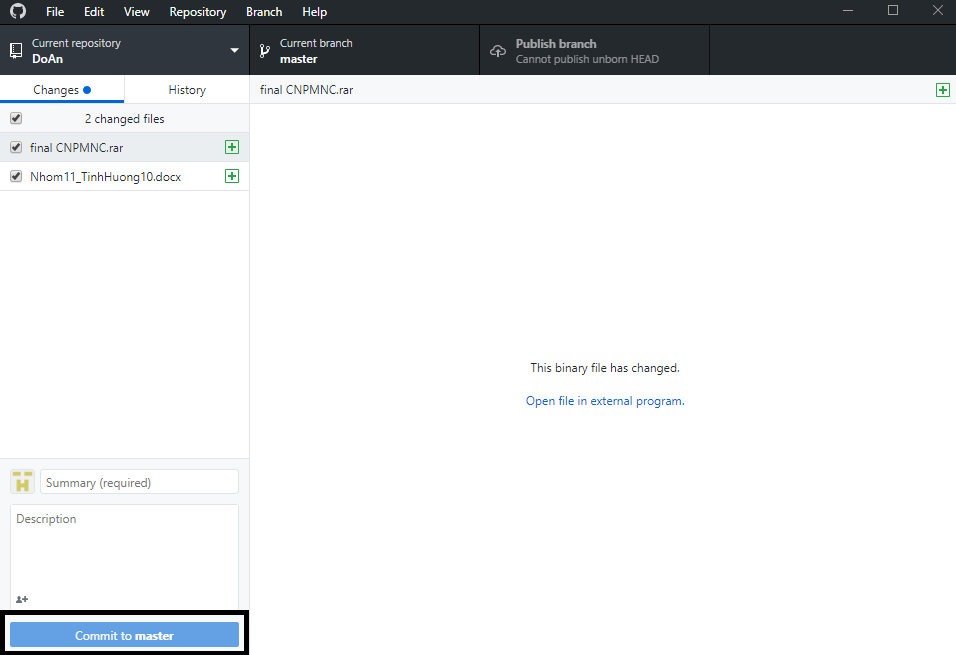 File Edit View Repository Branch Help
Current repository
DoAn
Current branch
master
Publish branch
Cannot publish unborn HEAD
Changes
History
2 changed files
final CNPMNC.rar
Nhom11_TinhHuong10.docx
final CNPMNC.rar
This binary file has changed.
Open file in external program.
Summary (required)
Description
Commit to master